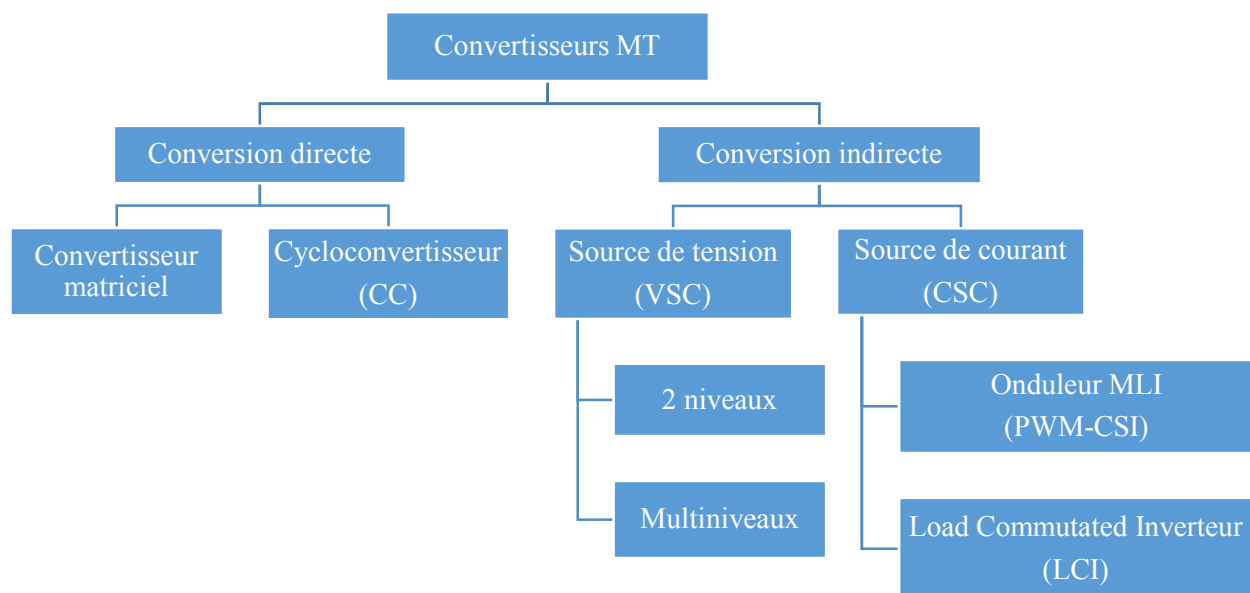 Convertisseurs MT
Conversion directe
Conversion indirecte
Convertisseur
matriciel
Cycloconvertisseur
(CC)
Source de tension
(VSC)
Source de courant
(CSC)
2 niveaux
Multiniveaux
Onduleur MLI
(PWM-CSI)
Load Commutated Inverteur
(LCI)